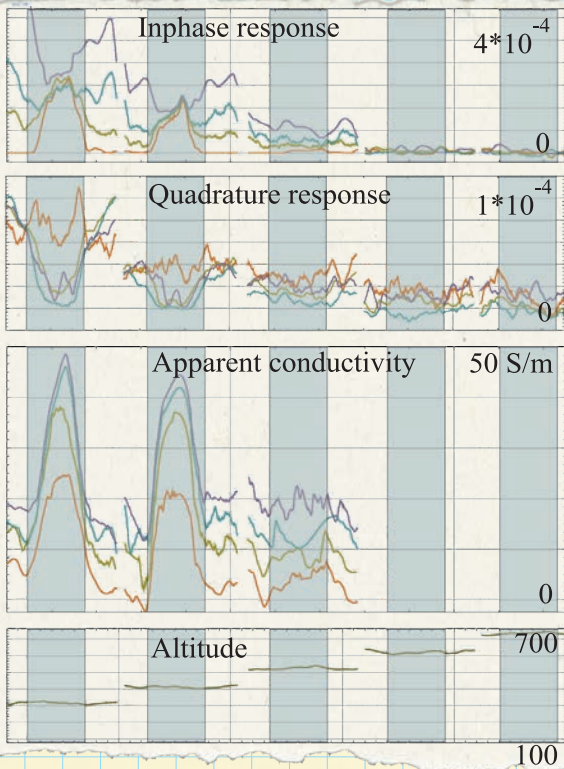 Inphase response
4*10⁻⁴
0
Quadrature response
1*10⁻⁴
0
Apparent conductivity
50 S/m
0
Altitude
700
100